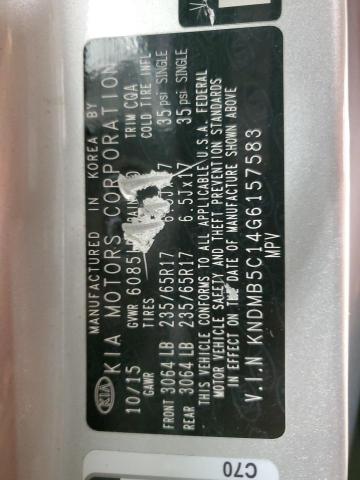 MANUFACTURED IN KOREA BY
KIA KIA MOTORS CORPORATION
10/15 GVWR 6085 TRIM CQA
GAWR TIRES COLD TIRE INFL
FRONT 3064 LB 235/65R17 17 35 psi SINGLE
REAR 3064 LB 235/65R17 6.5Jx17 35 psi SINGLE
THIS VEHICLE CONFORMS TO ALL APPLICABLE U.S.A. FEDERAL
MOTOR VEHICLE SAFETY AND THEFT PREVENTION STANDARDS
IN EFFECT ON THE DATE OF MANUFACTURE SHOWN ABOVE
V.I.N KNDMB5C14G6157583
MPV
C70